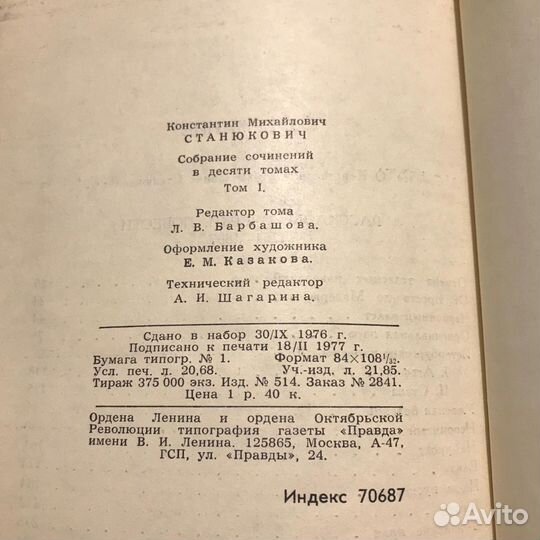 Константин Михайлович
СТАНЮКОВИЧ
Собрание сочинений
в десяти томах
Том I.
Редактор тома
Л. В. Барбашова.
Оформление художника
Е. М. Казакова.
Технический редактор
А. И. Шагарина.
Сдано в набор 30/IX 1976 г.
Подписано к печати 18/II 1977 г.
Бумага типогр. № 1. Формат 84×108¹/₃₂.
Усл. печ. л. 20,68. Уч.-изд. л. 21,85.
Тираж 375 000 экз. Изд. № 514. Заказ № 2841.
Цена 1 р. 40 к.
Ордена Ленина и ордена Октябрьской
Революции типография газеты «Правда»
имени В. И. Ленина. 125865, Москва, А-47,
ГСП, ул. «Правды», 24.
Индекс 70687
Avito